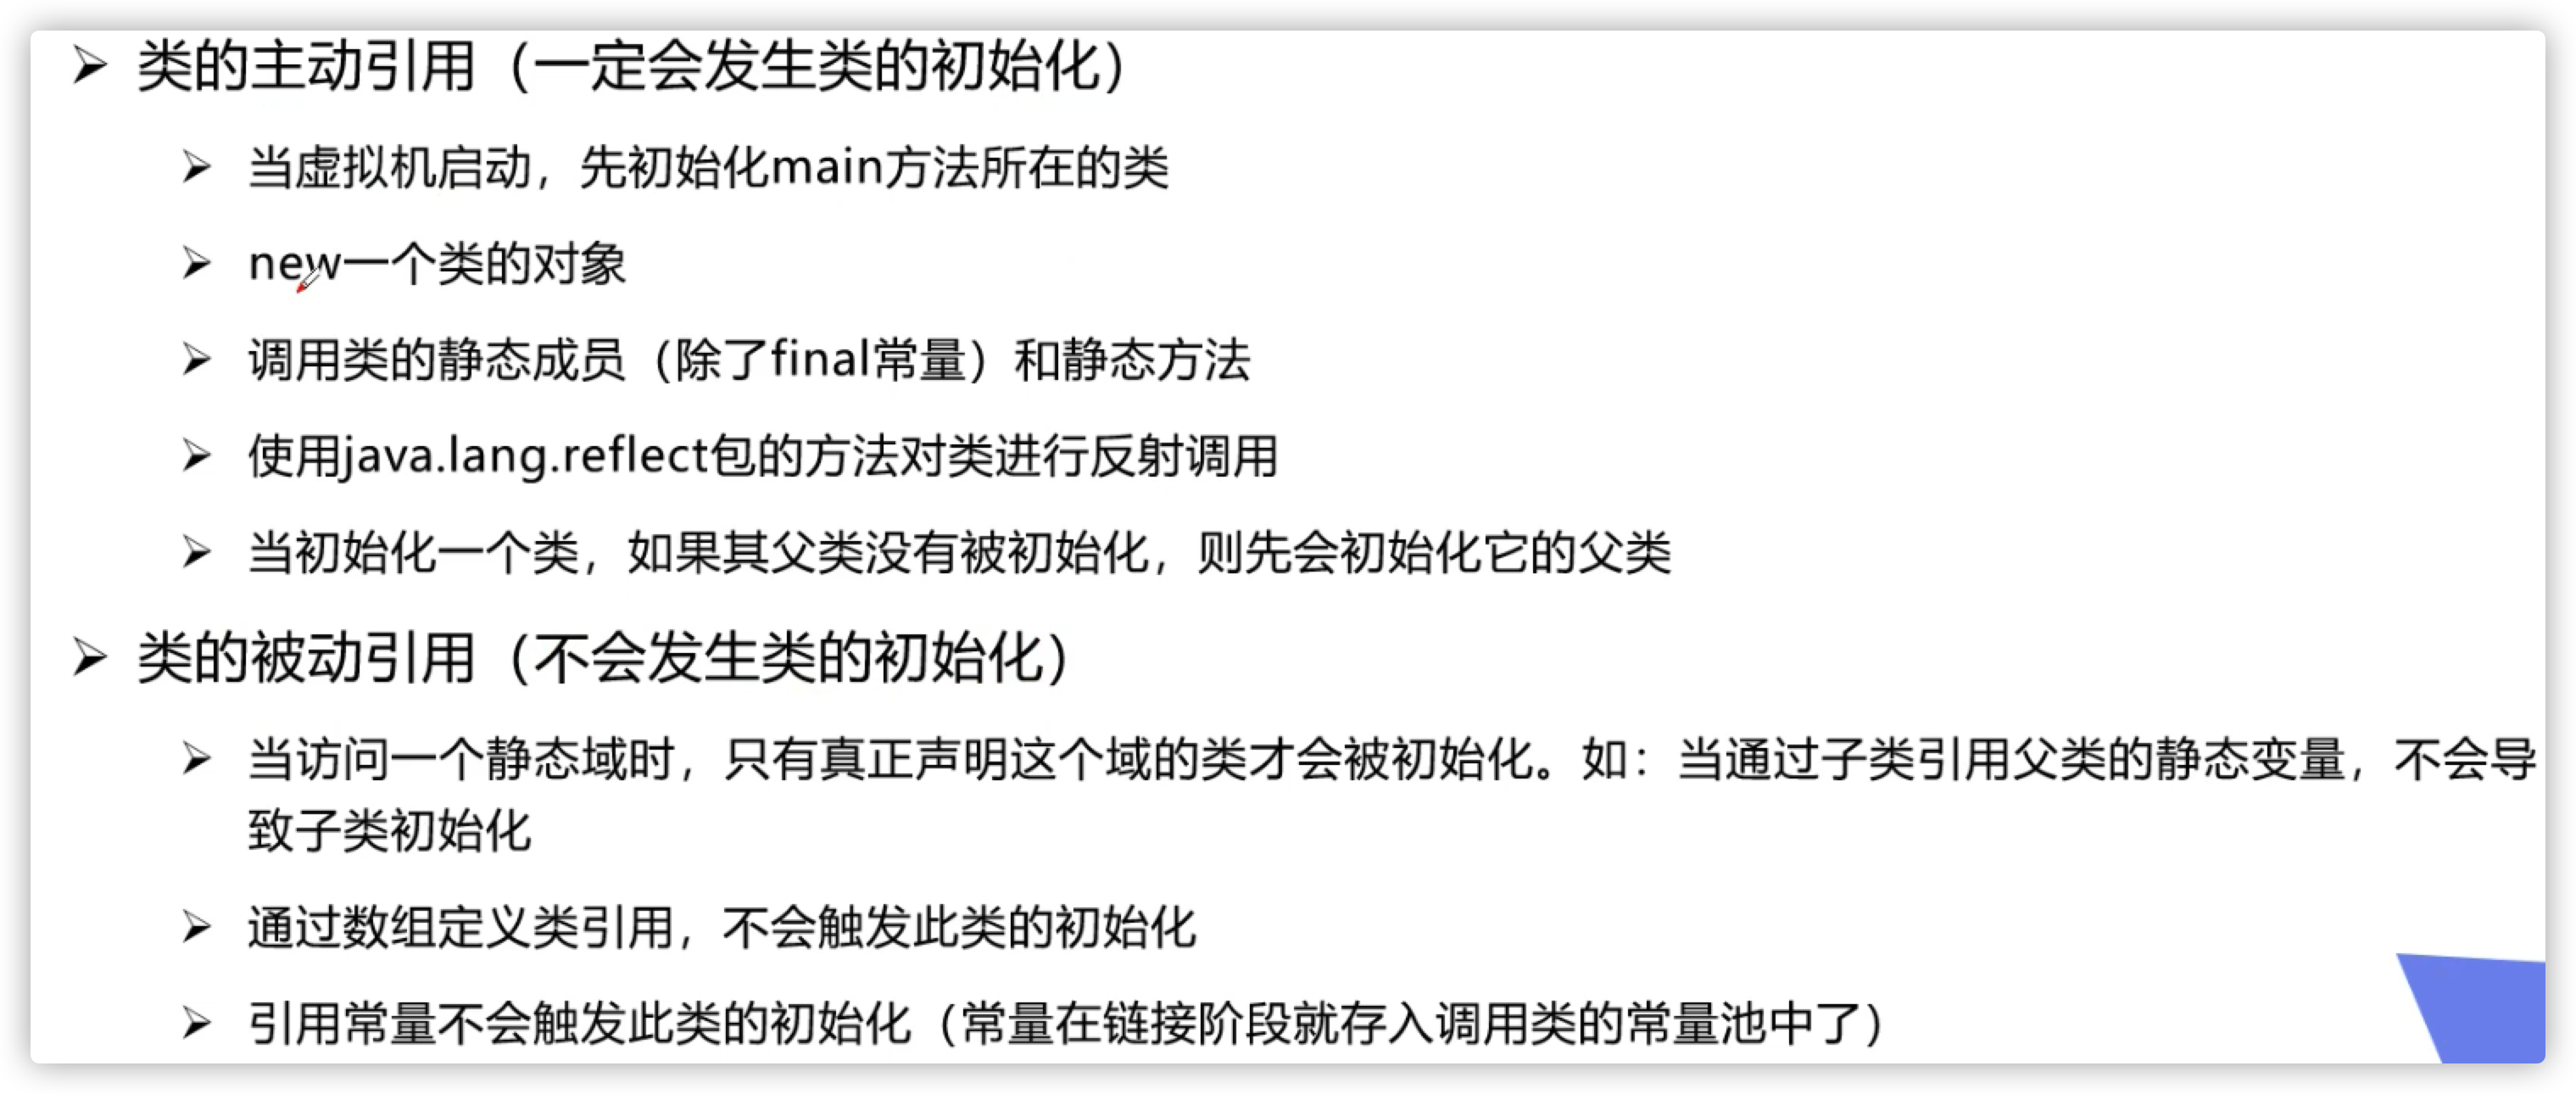 类的主动引用（一定会发生类的初始化）
当虚拟机启动，先初始化main方法所在的类
new一个类的对象
调用类的静态成员（除了final常量）和静态方法
使用java.lang.reflect包的方法对类进行反射调用
当初始化一个类，如果其父类没有被初始化，则先会初始化它的父类
类的被动引用（不会发生类的初始化）
当访问一个静态域时，只有真正声明这个域的类才会被初始化。如：当通过子类引用父类的静态变量，不会导
致子类初始化
通过数组定义类引用，不会触发此类的初始化
引用常量不会触发此类的初始化（常量在链接阶段就存入调用类的常量池中了）